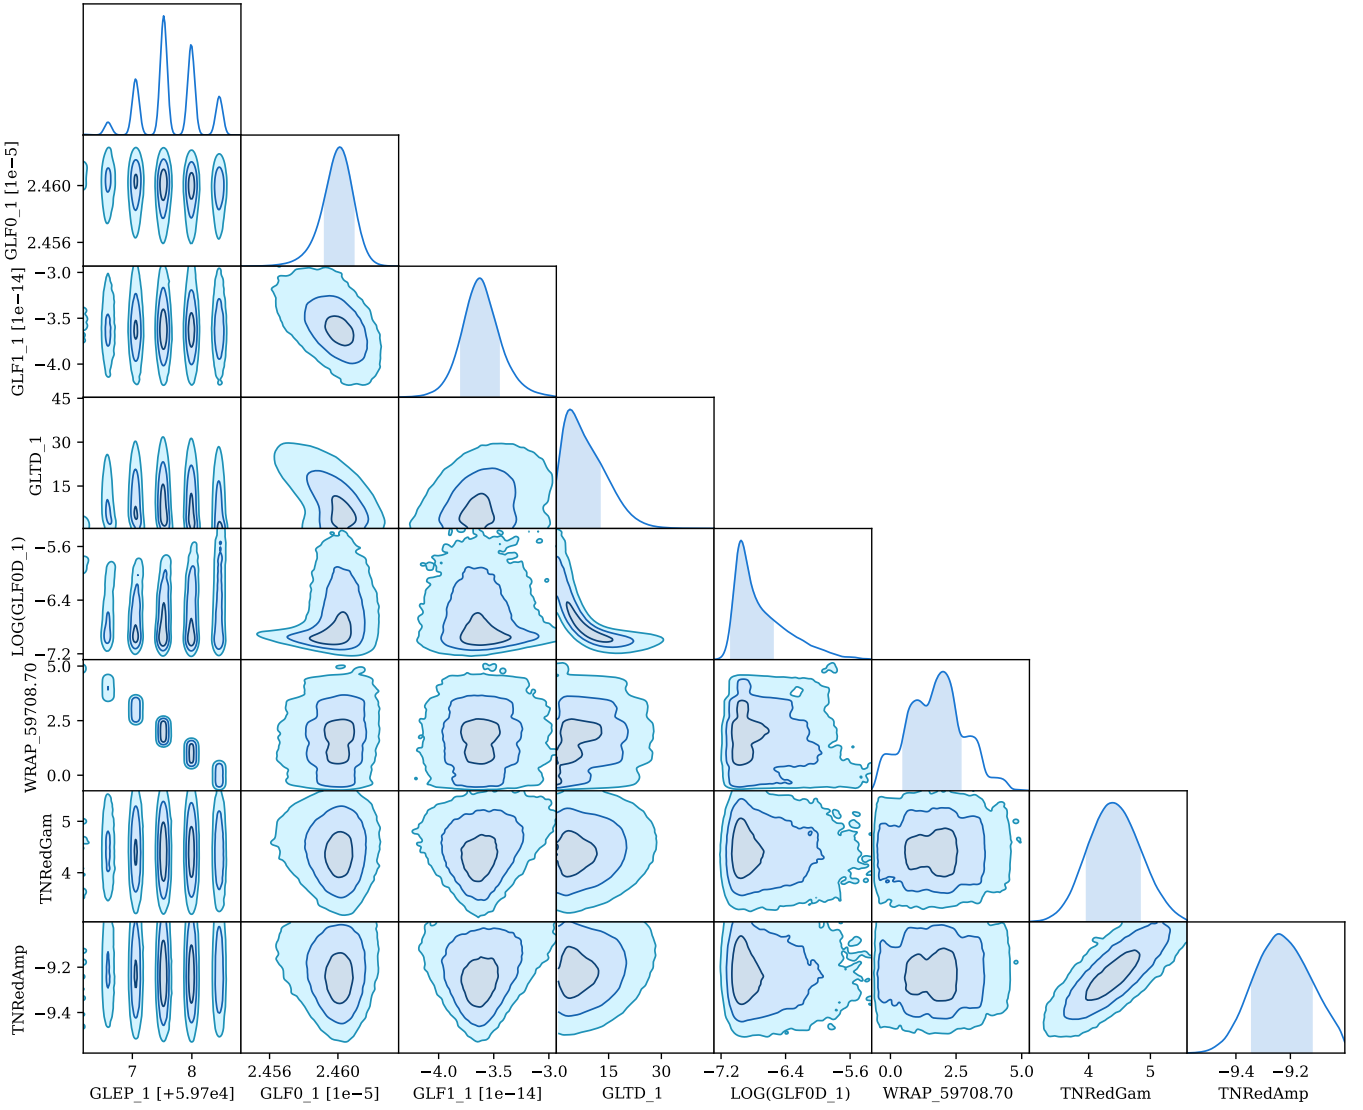 GLF0_1 [1e−5]
2.460
2.456
GLF1_1 [1e−14]
−3.0
−3.5
−4.0
GLTD_1
45
30
15
LOG(GLF0D_1)
−5.6
−6.4
−7.2
WRAP_59708.70
5.0
2.5
0.0
TNRedGam
5
4
TNRedAmp
−9.2
−9.4
7 8 2.456 2.460 −4.0 −3.5 −3.0 15 30 −7.2 −6.4 −5.6 0.0 2.5 5.0 4 5 −9.4 −9.2
GLEP_1 [+5.97e4] GLF0_1 [1e−5] GLF1_1 [1e−14] GLTD_1 LOG(GLF0D_1) WRAP_59708.70 TNRedGam TNRedAmp